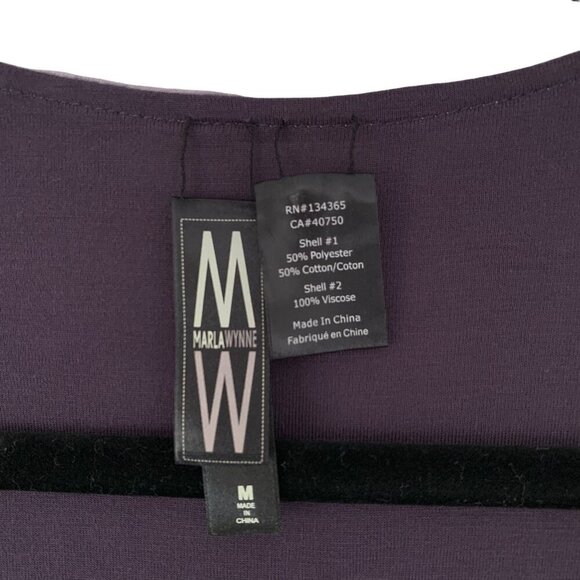 M
MARLAWYNNE
W
M
MADE
IN
CHINA
RN#134365
CA#40750
Shell #1
50% Polyester
50% Cotton/Coton
Shell #2
100% Viscose
Made In China
Fabriqué en Chine